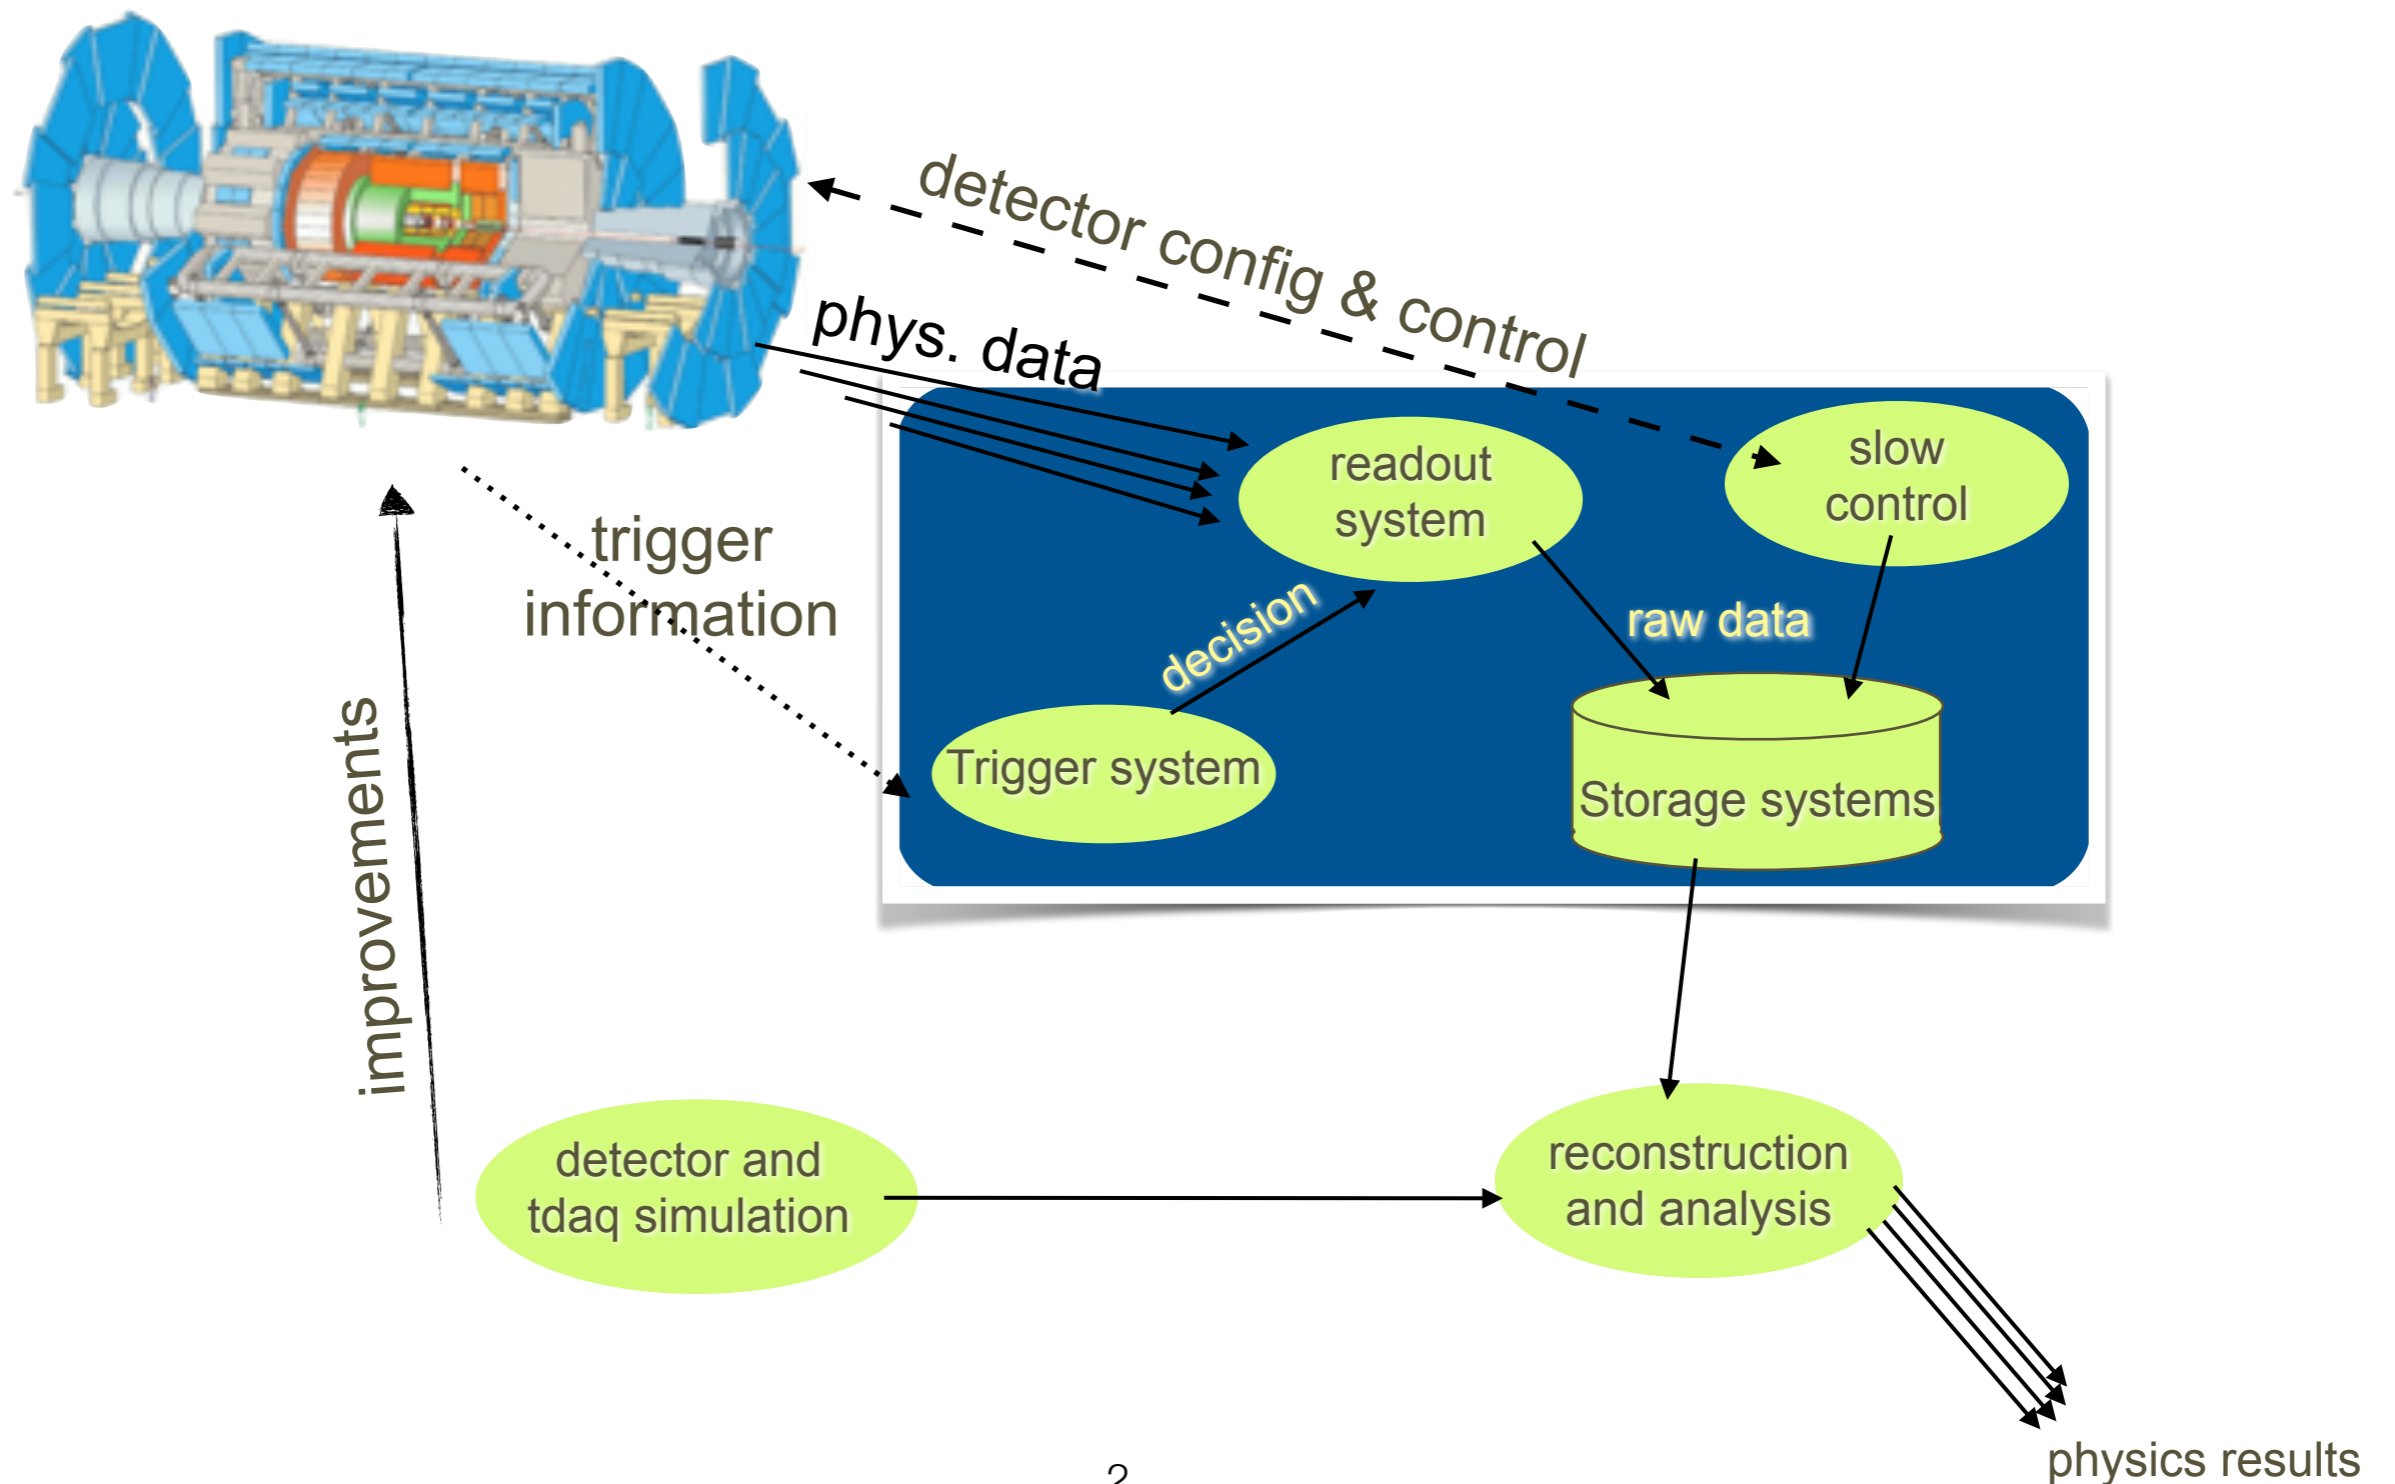 detector config & control
phys. data
readout
system
slow
control
trigger
information
decision
raw data
Trigger system
Storage systems
improvements
detector and
tdaq simulation
reconstruction
and analysis
physics results
2